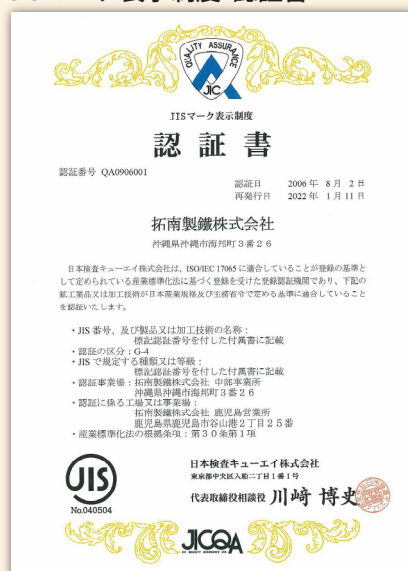 QUALITY ASSURANCE
JIC
JISマーク表示制度
認証書
認証番号 QA0906001
認証日 2006年 8月 2日
再発行日 2022年 1月11日
拓南製鐵株式会社
沖縄県沖縄市海邦町3番26
日本検査キューエイ株式会社は、ISO/IEC 17065 に適合していることが登録の基準と
して定められている産業標準化法に基づく登録を受けた登録認証機関であり、下記の
鉱工業品又は加工技術が日本産業規格及び主務省令で定める基準に適合していること
を認証いたします。
・JIS 番号、及び製品又は加工技術の名称：
標記認証番号を付した付属書に記載
・認証の区分：G-4
・JIS で規定する種類又は等級：
標記認証番号を付した付属書に記載
・認証事業場：拓南製鐵株式会社 中部事業所
沖縄県沖縄市海邦町3番26
・認証に係る工場又は事業場：
拓南製鐵株式会社 鹿児島営業所
鹿児島県鹿児島市谷山港2丁目25番
・産業標準化法の根拠条項：第30条第1項
JIS
No.040504
日本検査キューエイ株式会社
東京都中央区入船二丁目1番1号
代表取締役相談役 川﨑 博史
JICQA
JIC QUALITY ASSURANCE LTD.